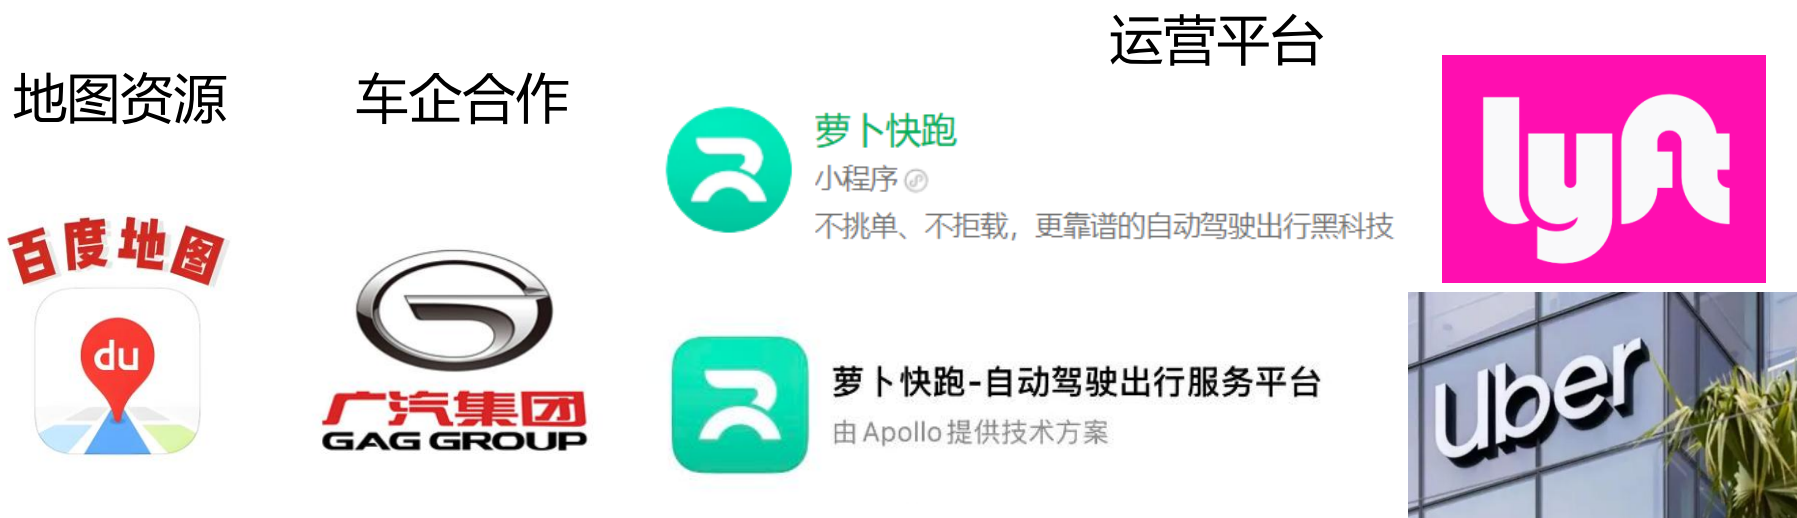 地图资源
百度地图
du
车企合作
广汽集团
GAG GROUP
运营平台
萝卜快跑
小程序
不挑单、不拒载，更靠谱的自动驾驶出行黑科技
萝卜快跑-自动驾驶出行服务平台
由Apollo提供技术方案
lyft
Uber